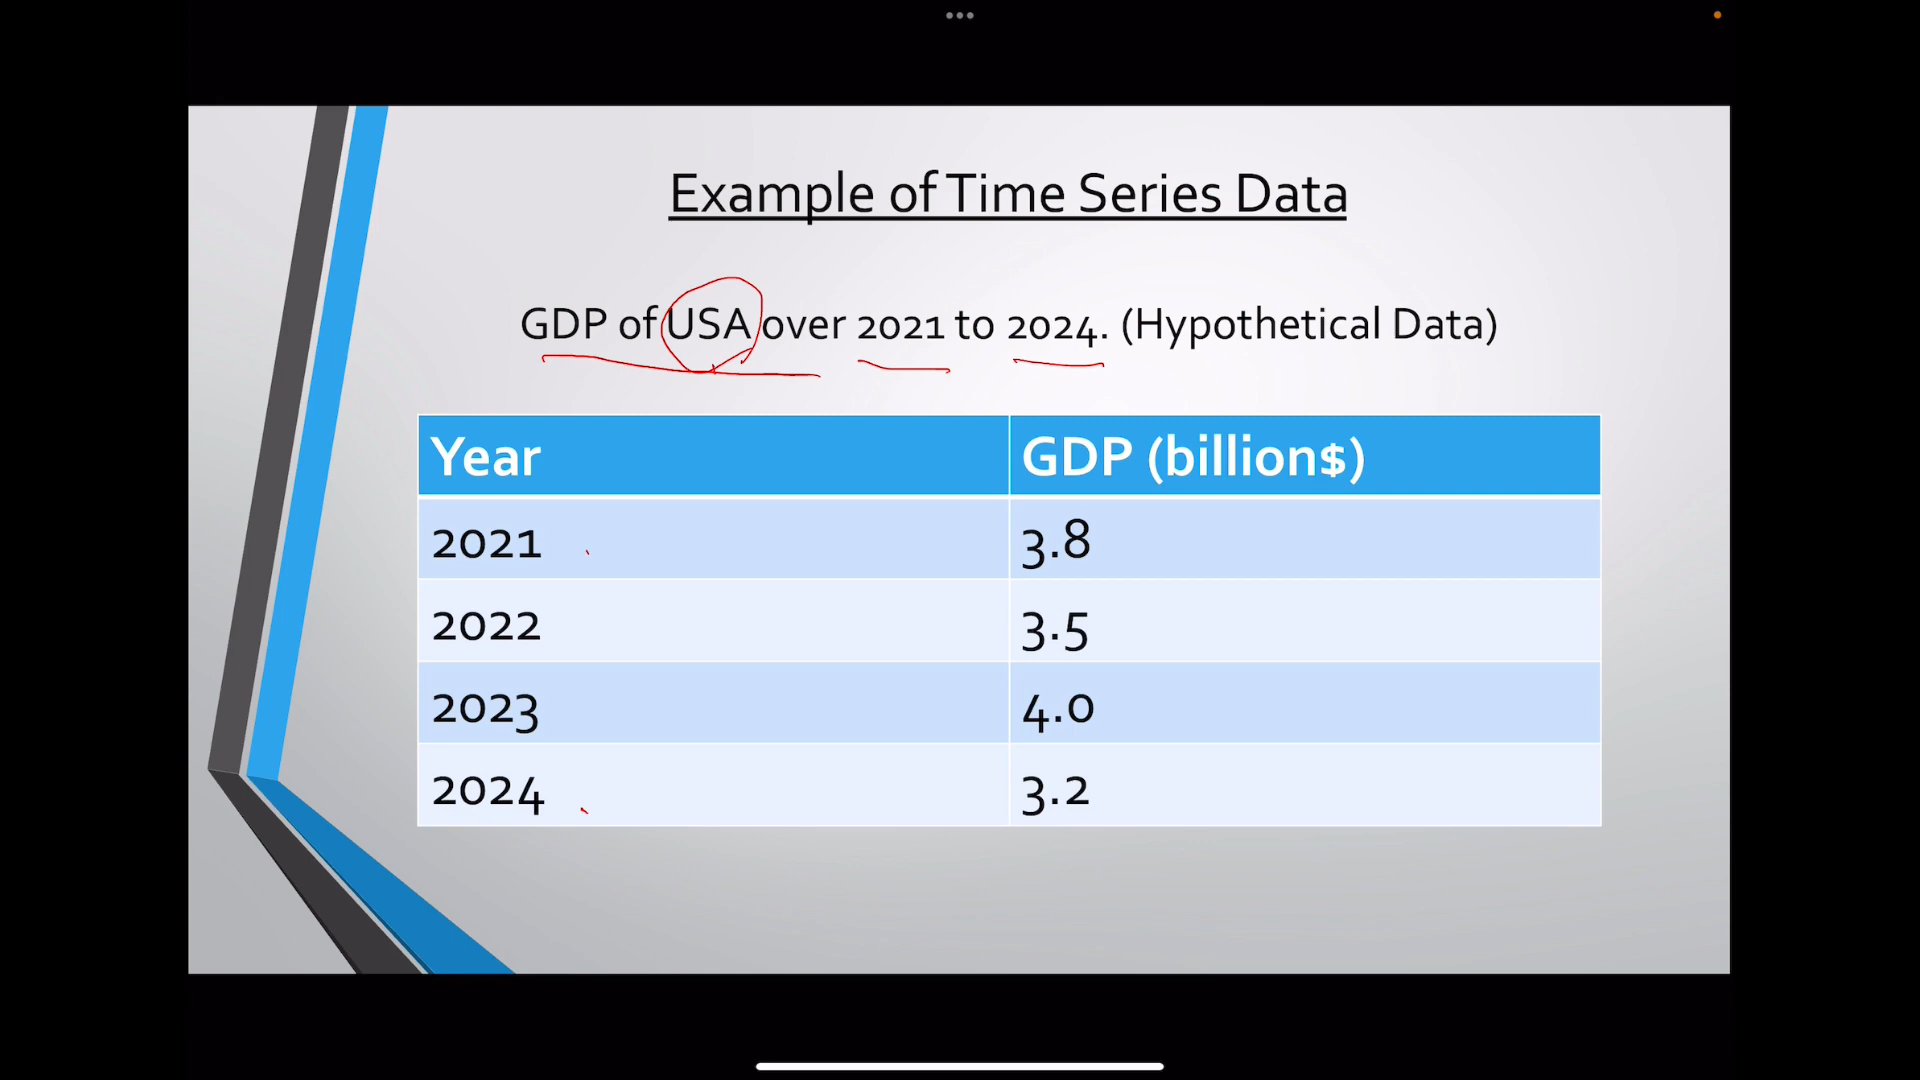 Example of Time Series Data
GDP of USA over 2021 to 2024. (Hypothetical Data)
Year GDP (billion$)
2021 3.8
2022 3.5
2023 4.0
2024 3.2